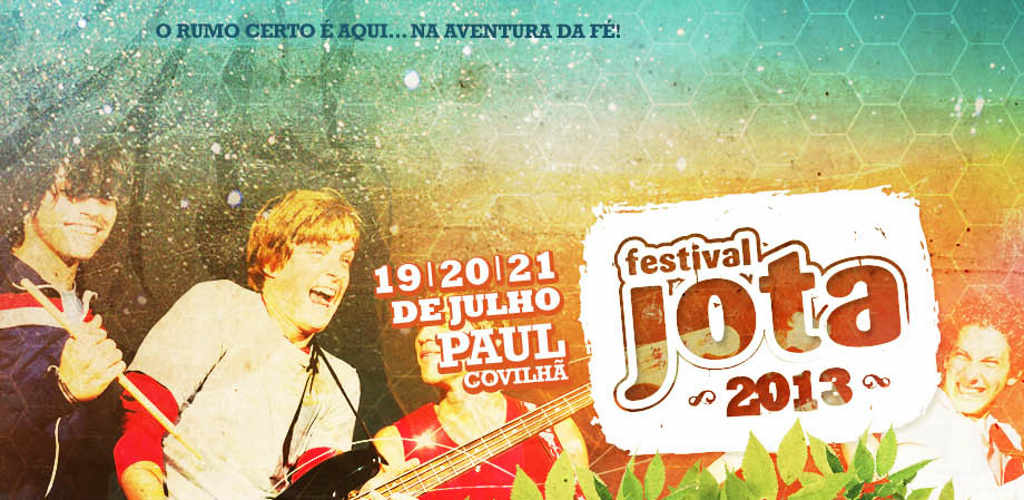 O RUMO CERTO É AQUI... NA AVENTURA DA FÉ!
19|20|21
DE JULHO
PAUL
COVILHÃ
festival
jota
2013